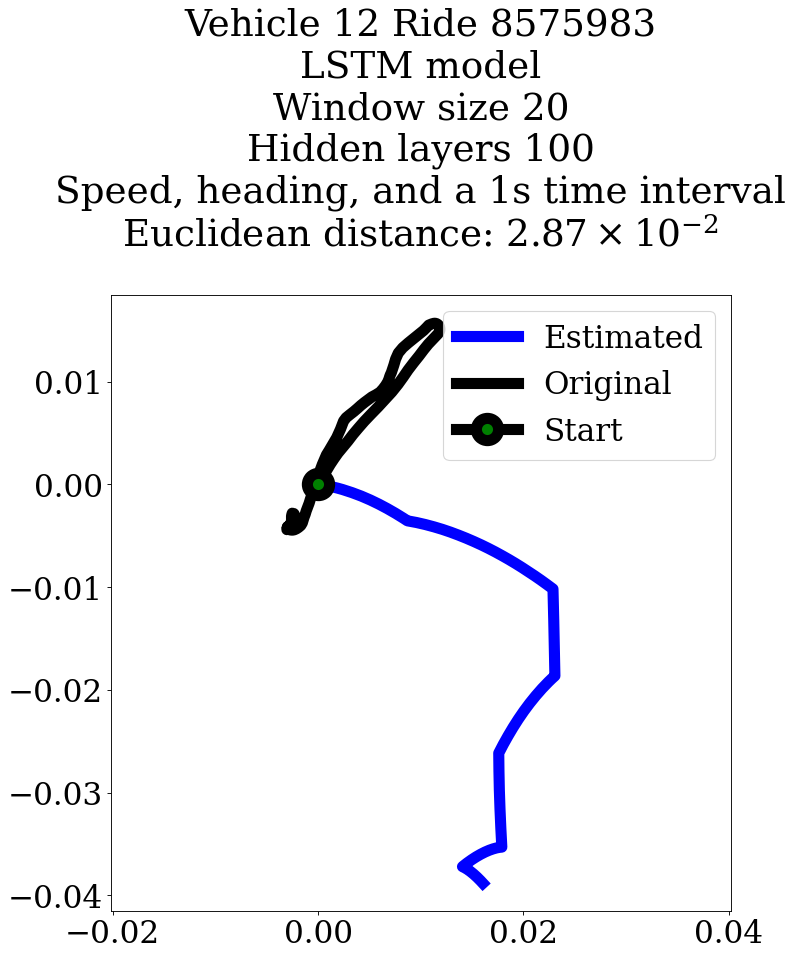 Vehicle 12 Ride 8575983
LSTM model
Window size 20
Hidden layers 100
Speed, heading, and a 1s time interval
Euclidean distance: 2.87 × 10⁻²
Estimated
Original
Start
0.01
0.00
−0.01
−0.02
−0.03
−0.04
−0.02 0.00 0.02 0.04